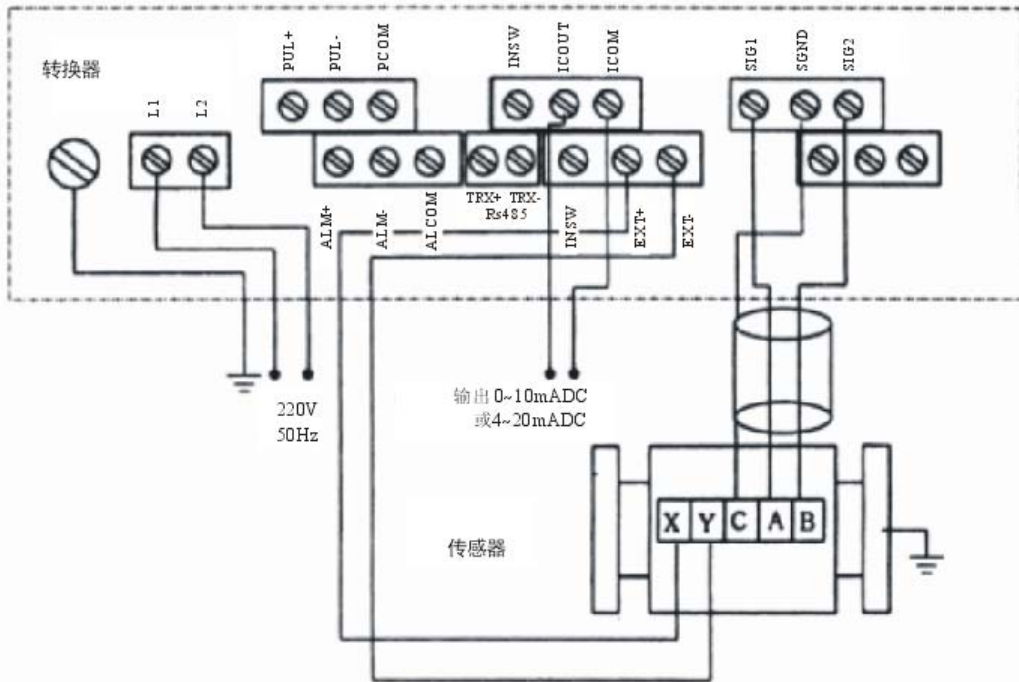 转换器
L1
L2
PUL+
PUL-
PCOM
INSW
ICOUT
ICOM
SIG1
SGND
SIG2
ALM+
ALM-
ALCOM
TRX+ TRX-
Rs485
INSW
EXT+
EXT-
220V
50Hz
输出0~10mADC
或4~20mADC
传感器
X Y C A B